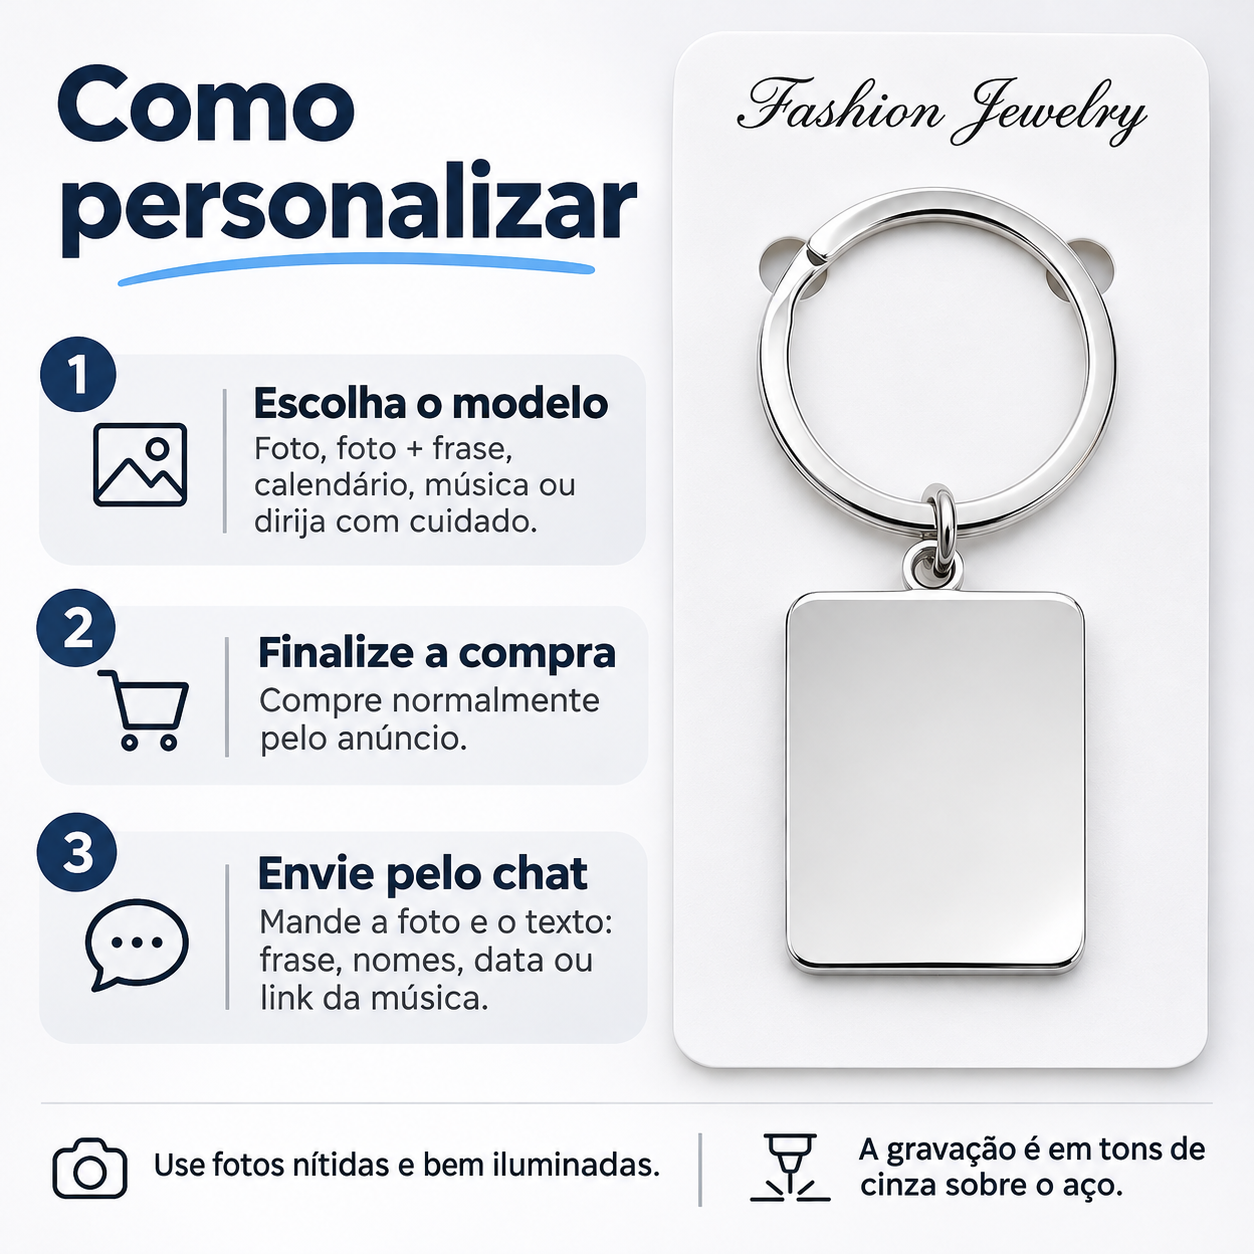 Como
personalizar
1
Escolha o modelo
Foto, foto + frase,
calendário, música ou
dirija com cuidado.
2
Finalize a compra
Compre normalmente
pelo anúncio.
3
Envie pelo chat
Mande a foto e o texto:
frase, nomes, data ou
link da música.
Fashion Jewelry
Use fotos nítidas e bem iluminadas.
A gravação é em tons de
cinza sobre o aço.